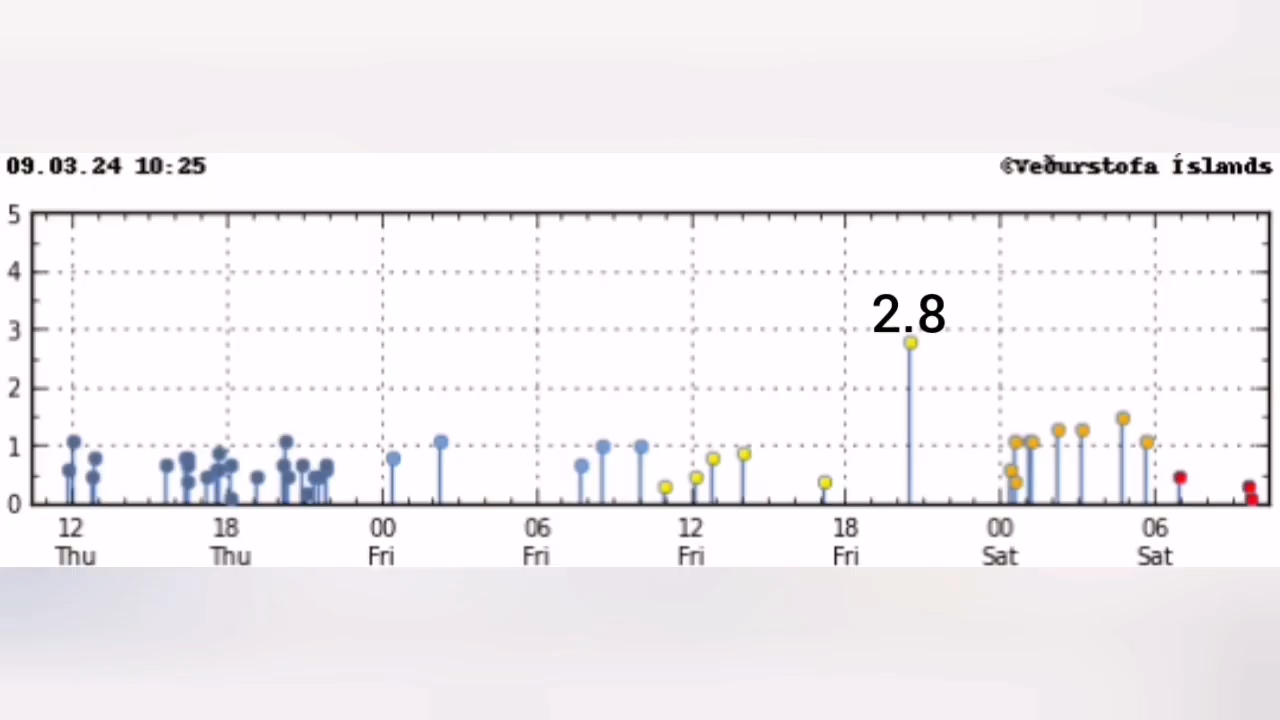 09.03.24 10:25
©Veðurstofa Íslands
5
4
3
2.8
2
1
0
12 18 00 06 12 18 00 06
Thu Thu Fri Fri Fri Fri Sat Sat